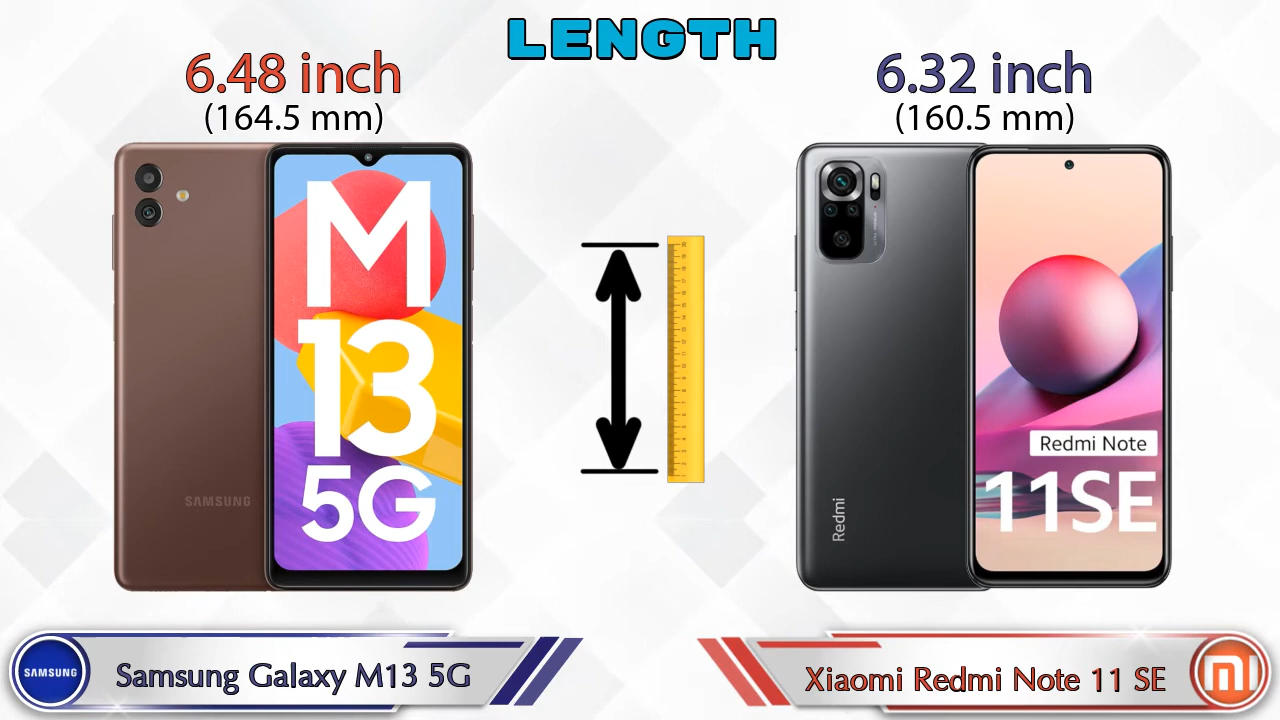 LENGTH
6.48 inch
(164.5 mm)
6.32 inch
(160.5 mm)
M
13
5G
SAMSUNG
Redmi
Redmi Note
11SE
SAMSUNG
Samsung Galaxy M13 5G
Xiaomi Redmi Note 11 SE
mi